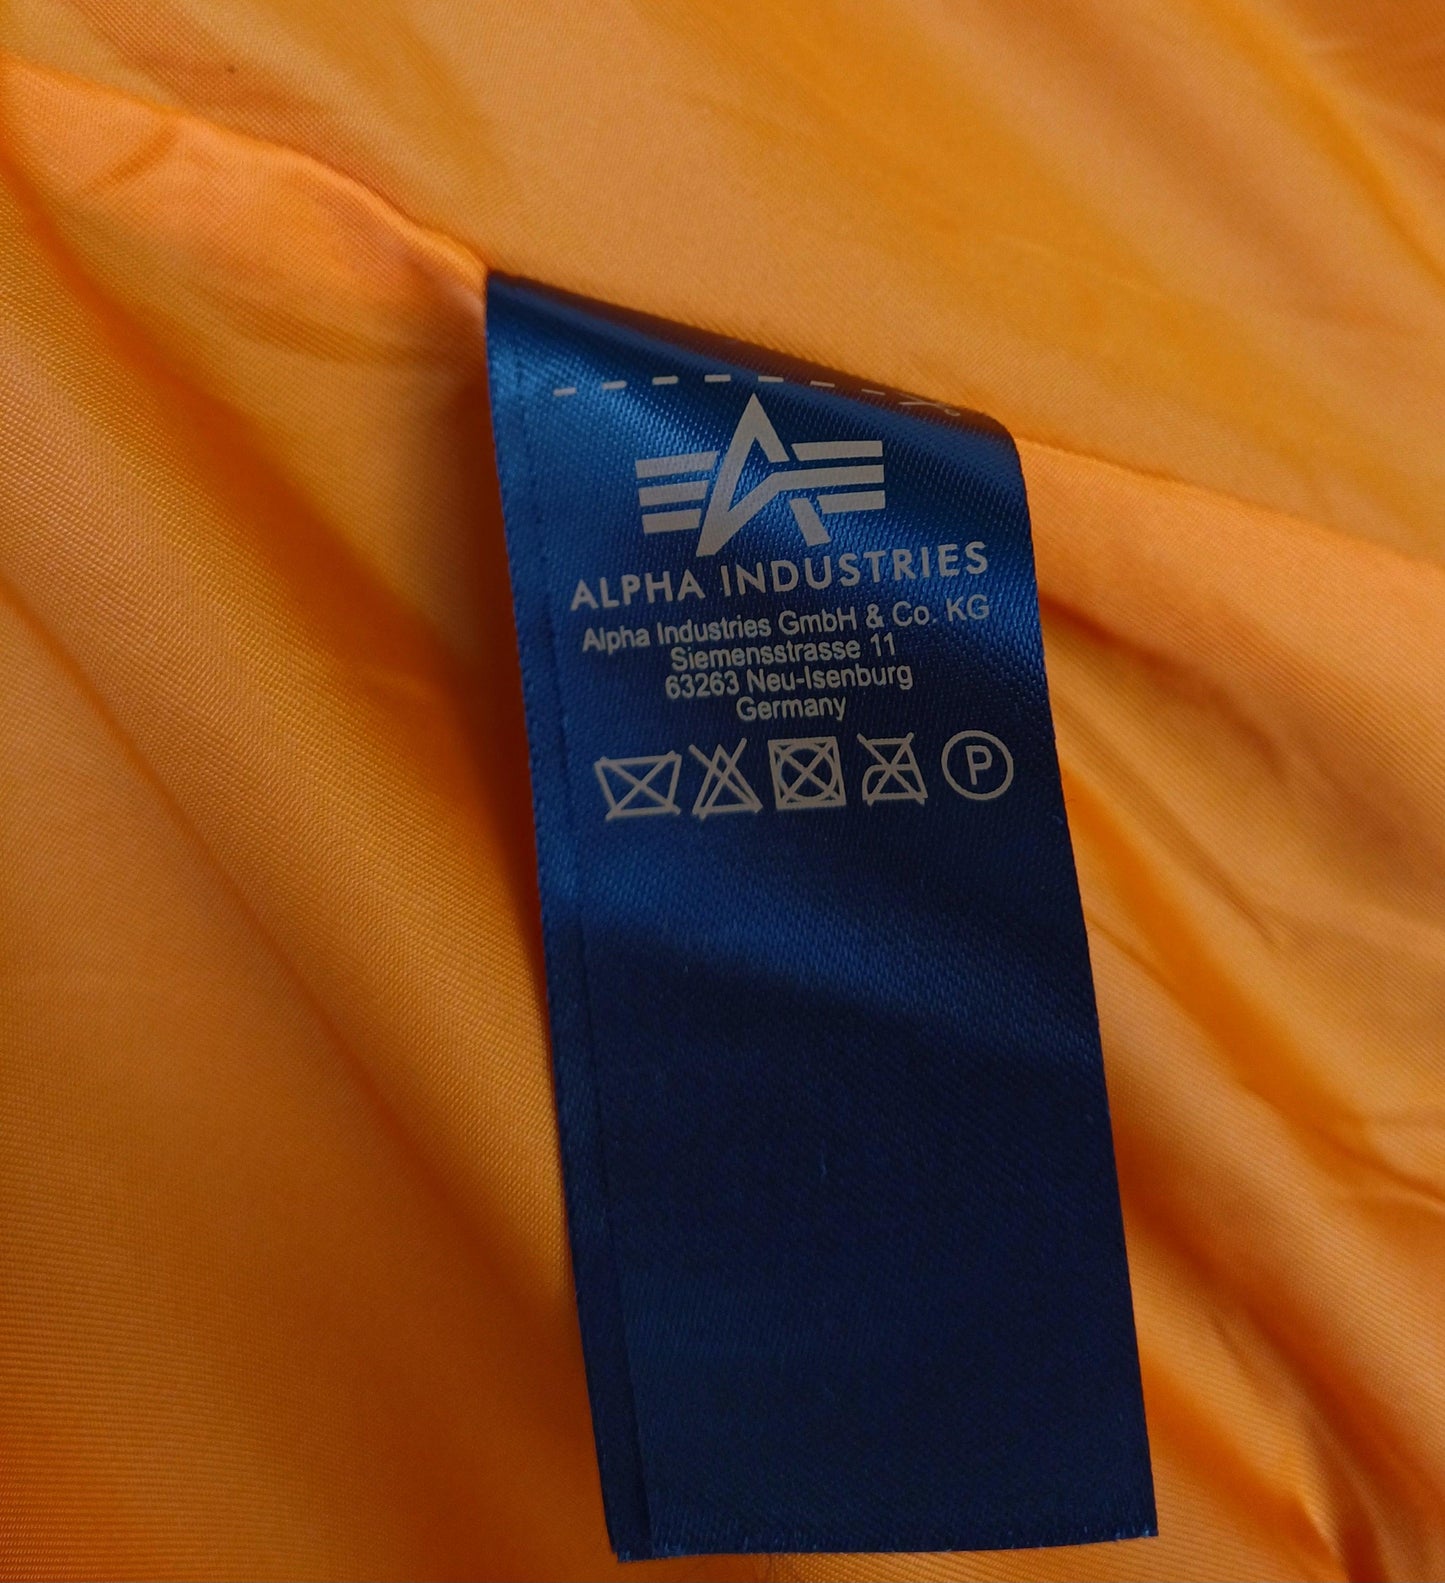 ALPHA INDUSTRIES
Alpha Industries GmbH & Co. KG
Siemensstrasse 11
63263 Neu-Isenburg
Germany
P